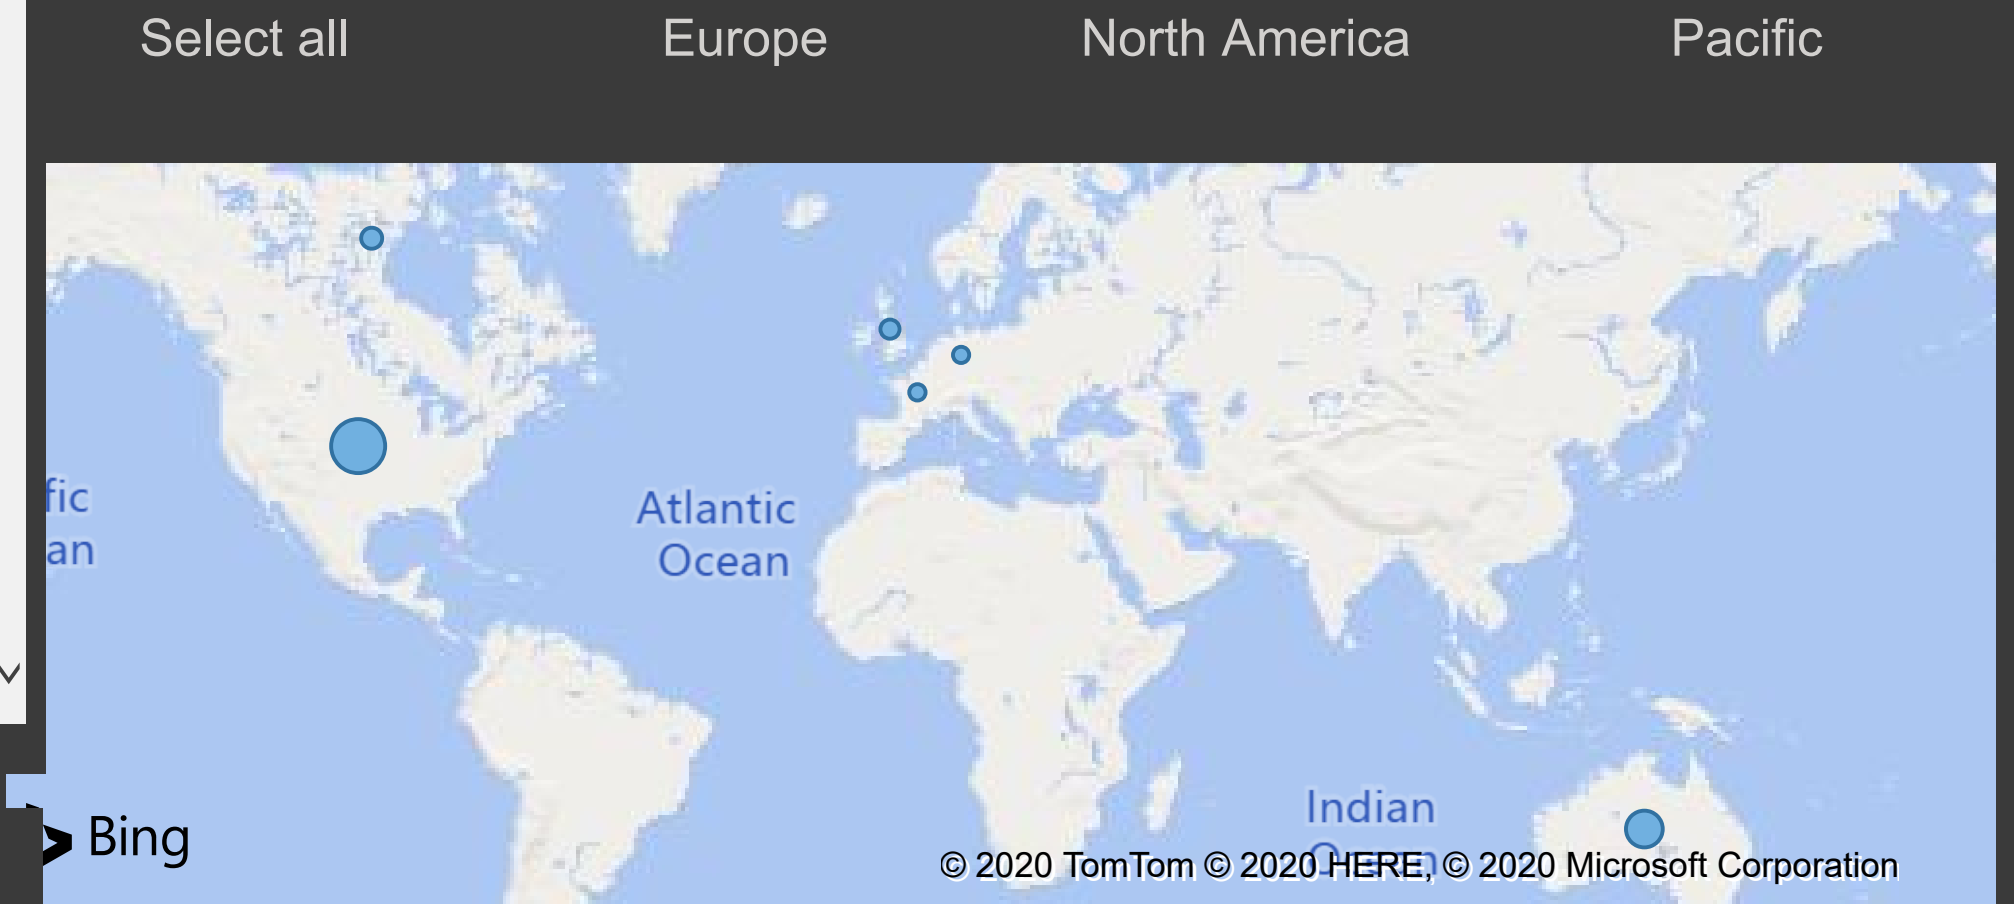 Select all
Europe
North America
Pacific
fic
an
Atlantic
Ocean
Indian
Bing
© 2020 TomTom © 2020 HERE, © 2020 Microsoft Corporation